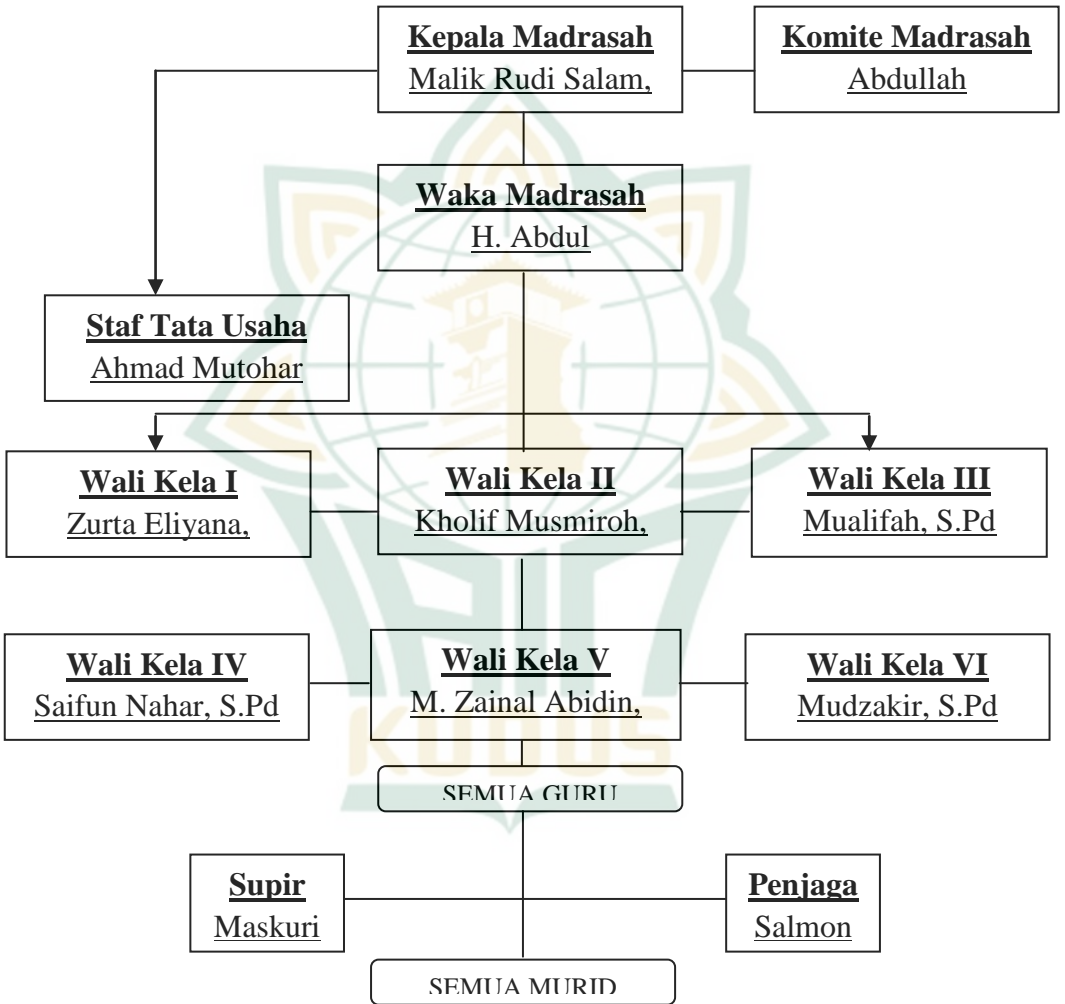 Kepala Madrasah
Malik Rudi Salam,
Komite Madrasah
Abdullah
Waka Madrasah
H. Abdul
Staf Tata Usaha
Ahmad Mutohar
Wali Kela I
Zurta Eliyana,
Wali Kela II
Kholif Musmiroh,
Wali Kela III
Mualifah, S.Pd
Wali Kela IV
Saifun Nahar, S.Pd
Wali Kela V
M. Zainal Abidin,
Wali Kela VI
Mudzakir, S.Pd
KUDUS
SEMUA GURU
Supir
Maskuri
Penjaga
Salmon
SEMUA MURID